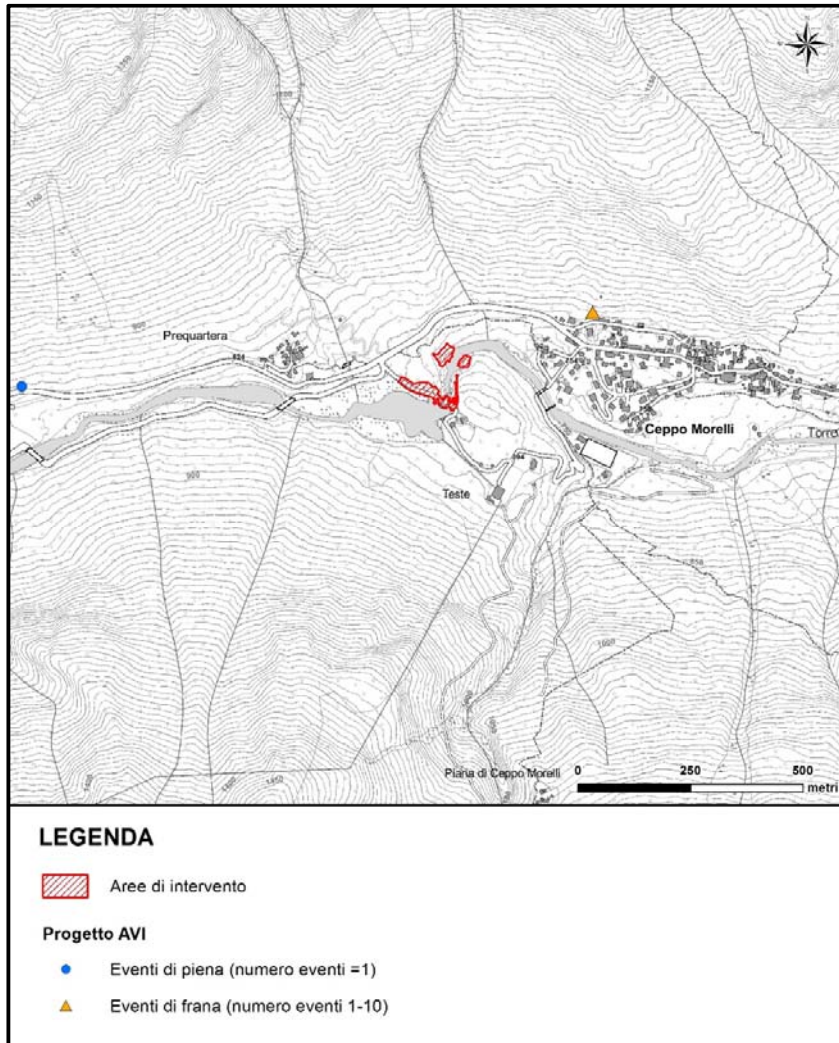 Prequartera
Ceppo Morelli
Torre
Teste
Piana di Ceppo Morelli
0 250 500
metri
LEGENDA
Aree di intervento
Progetto AVI
Eventi di piena (numero eventi =1)
Eventi di frana (numero eventi 1-10)